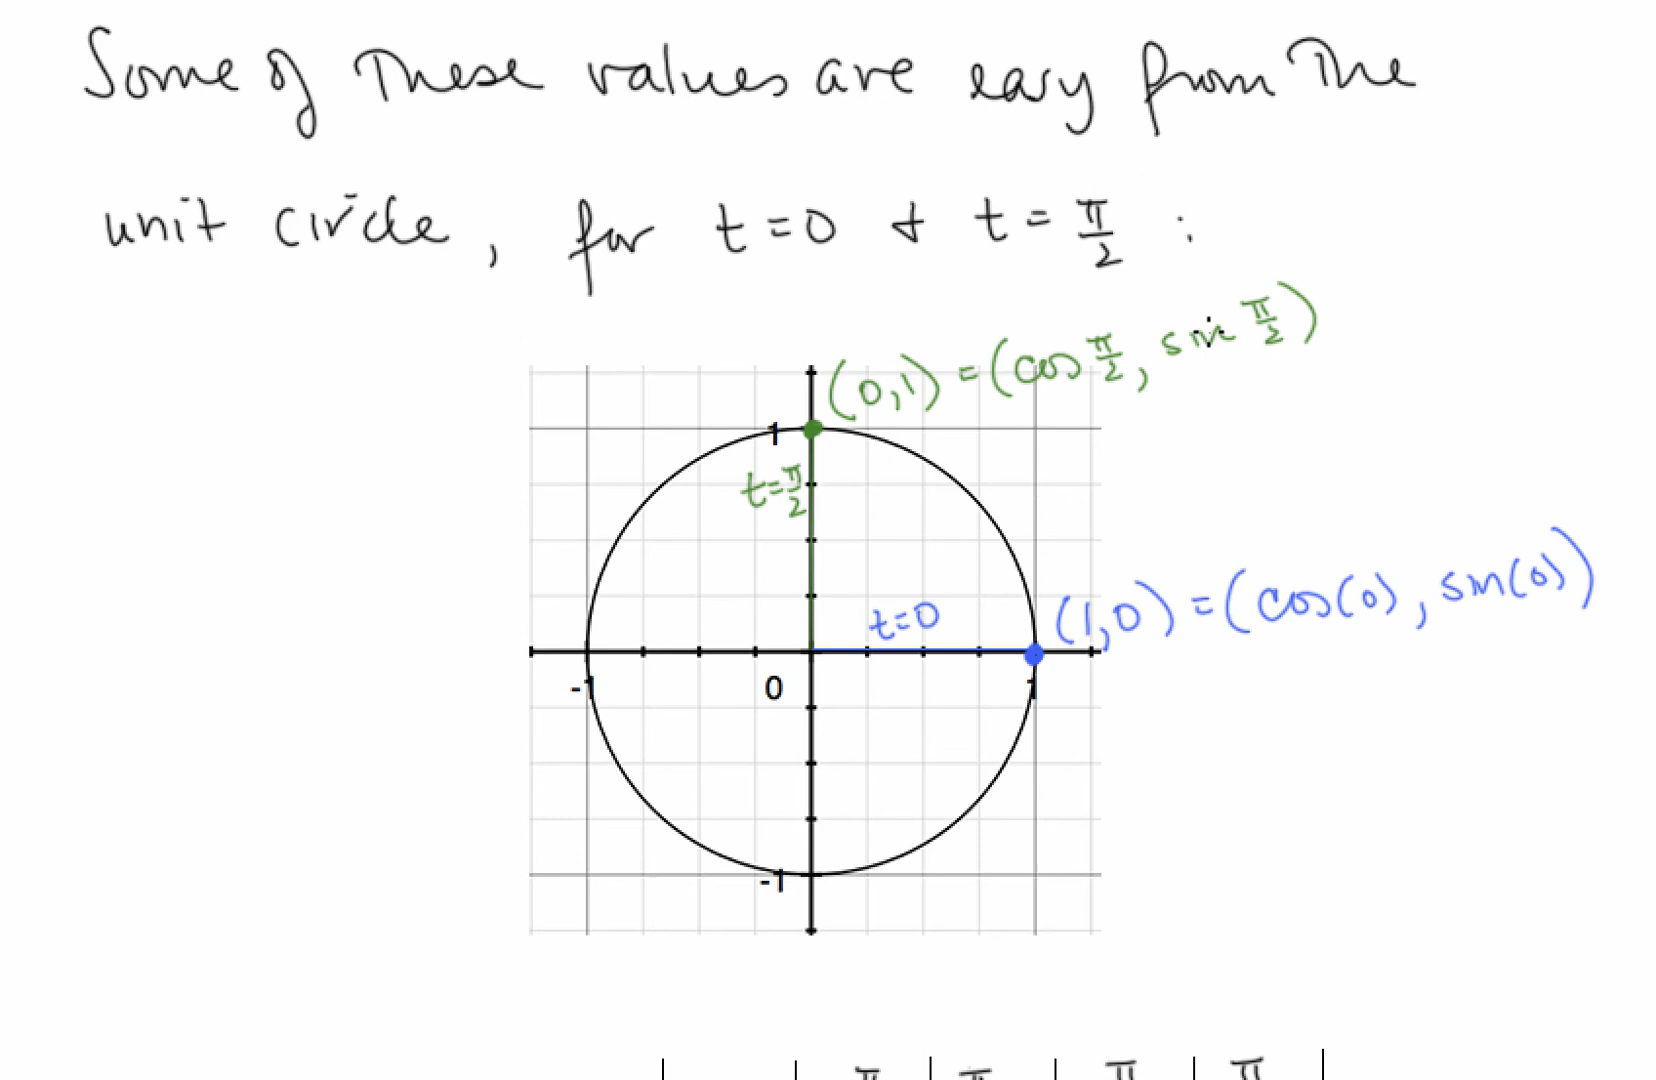 Some of these values are easy from the
unit circle, for t=0 & t=π/2 :
(0,1) = (cos π/2, sin π/2)
1
t=π/2
t=0
(1,0) = (cos(0), sin(0))
-1 0 1
-1
π π π π